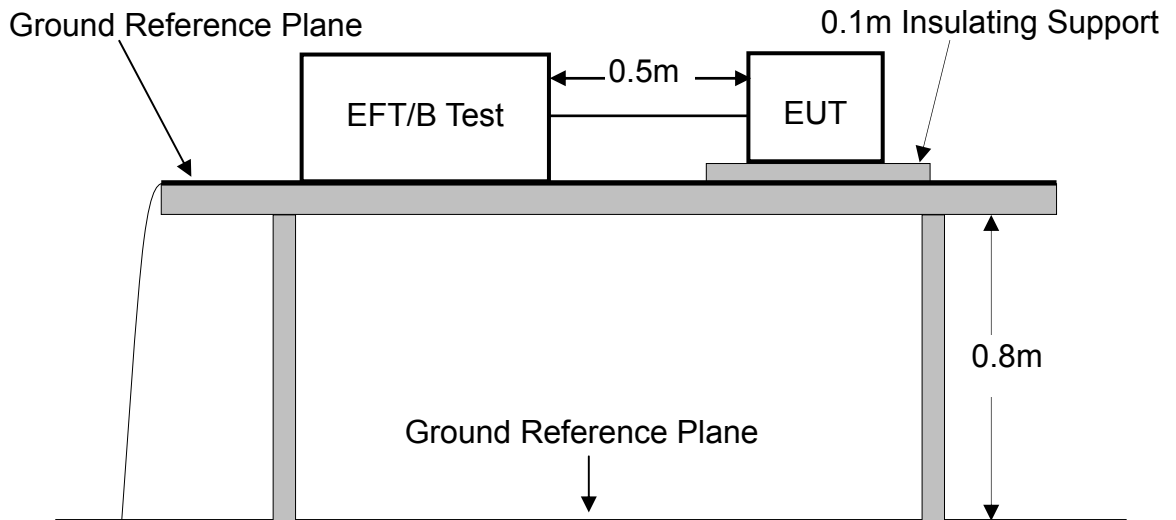 Ground Reference Plane
0.1m Insulating Support
0.5m
EFT/B Test
EUT
0.8m
Ground Reference Plane